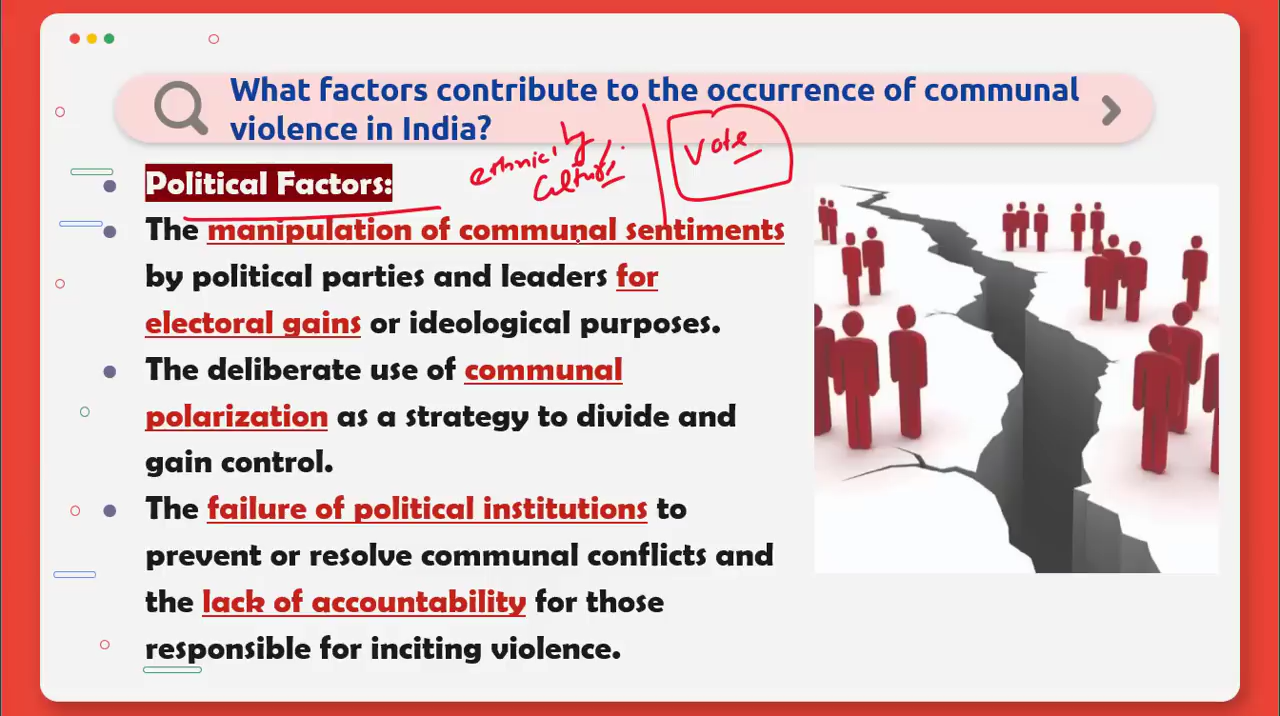 What factors contribute to the occurrence of communal
violence in India?
ethnicity
Culture
Vote
Political Factors:
The manipulation of communal sentiments
by political parties and leaders for
electoral gains or ideological purposes.
The deliberate use of communal
polarization as a strategy to divide and
gain control.
The failure of political institutions to
prevent or resolve communal conflicts and
the lack of accountability for those
responsible for inciting violence.